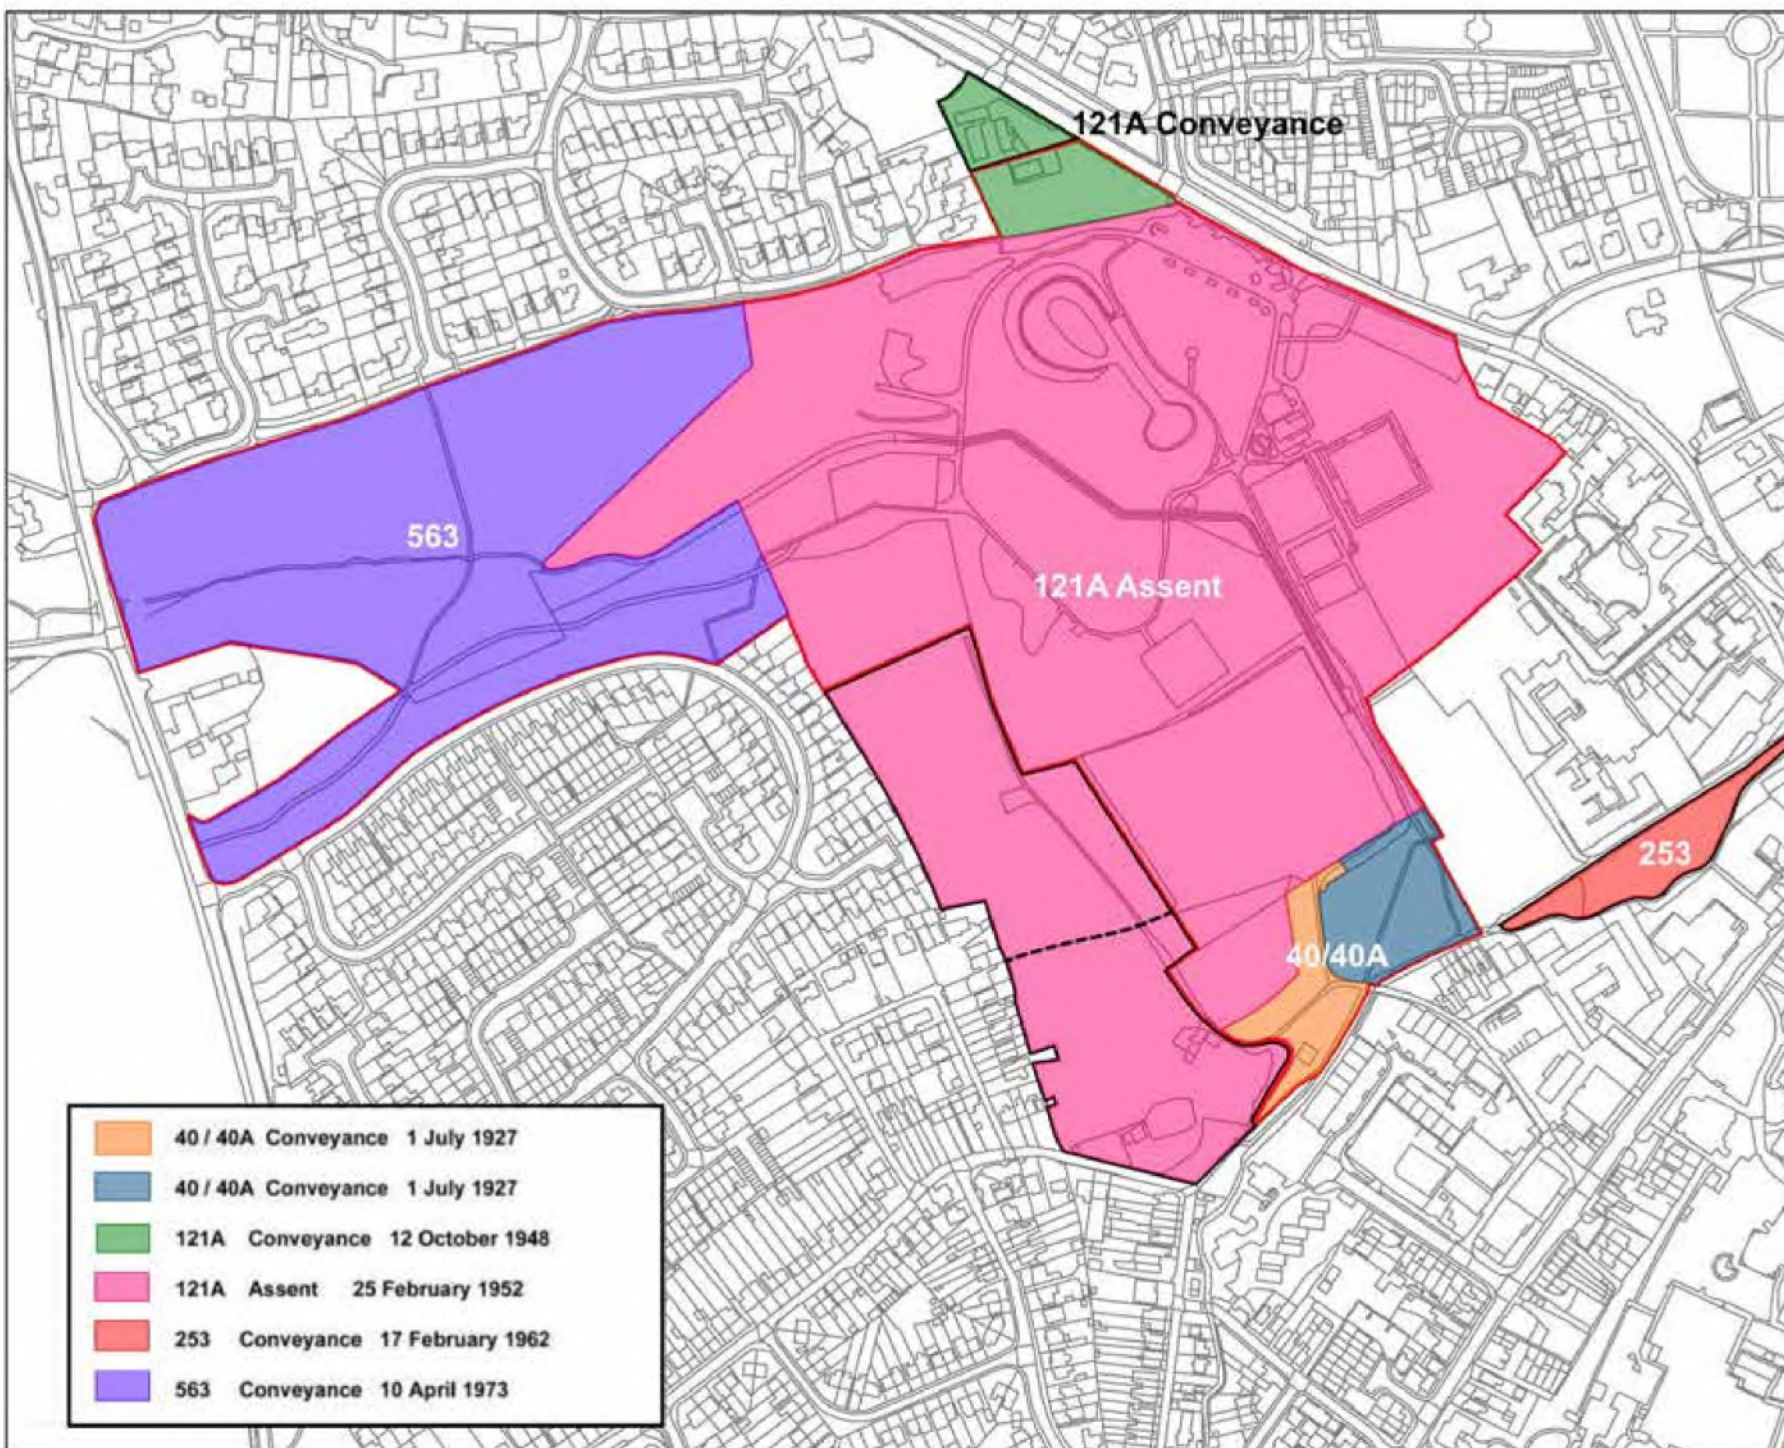 121A Conveyance
563
121A Assent
253
40/40A
40 / 40A Conveyance 1 July 1927
40 / 40A Conveyance 1 July 1927
121A Conveyance 12 October 1948
121A Assent 25 February 1952
253 Conveyance 17 February 1962
563 Conveyance 10 April 1973